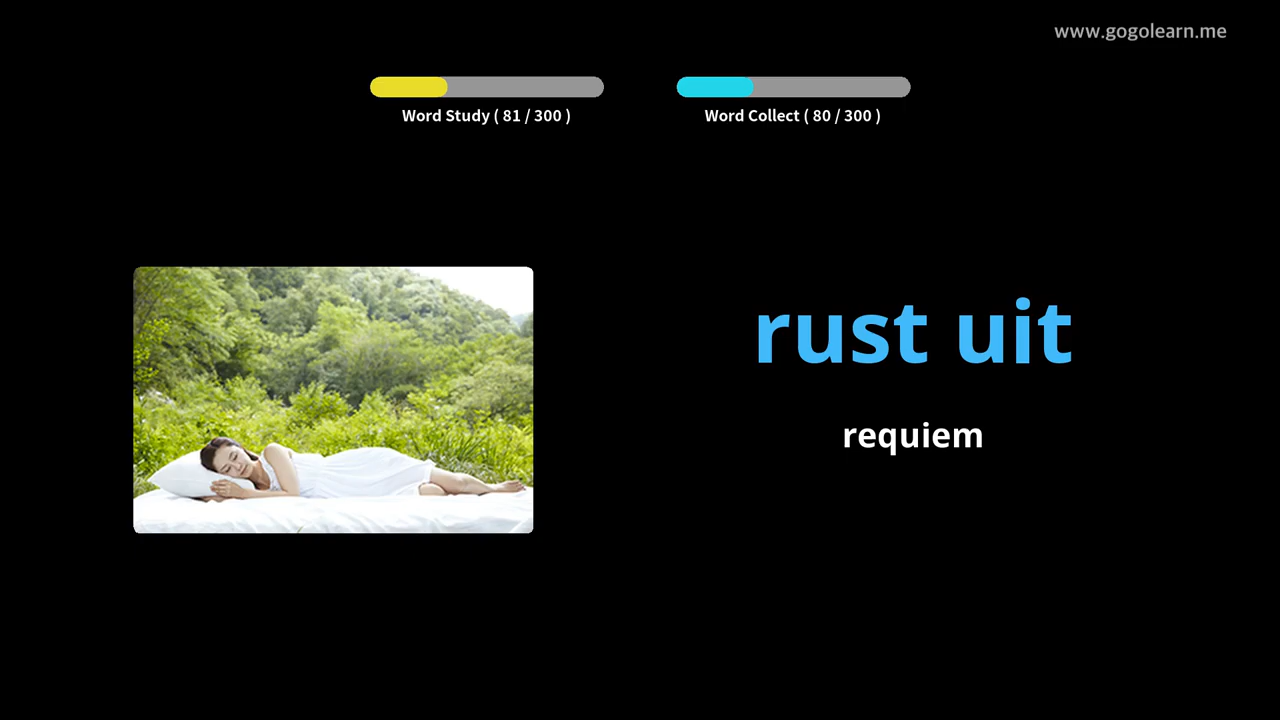 www.gogolearn.me
Word Study ( 81 / 300 )
Word Collect ( 80 / 300 )
rust uit
requiem